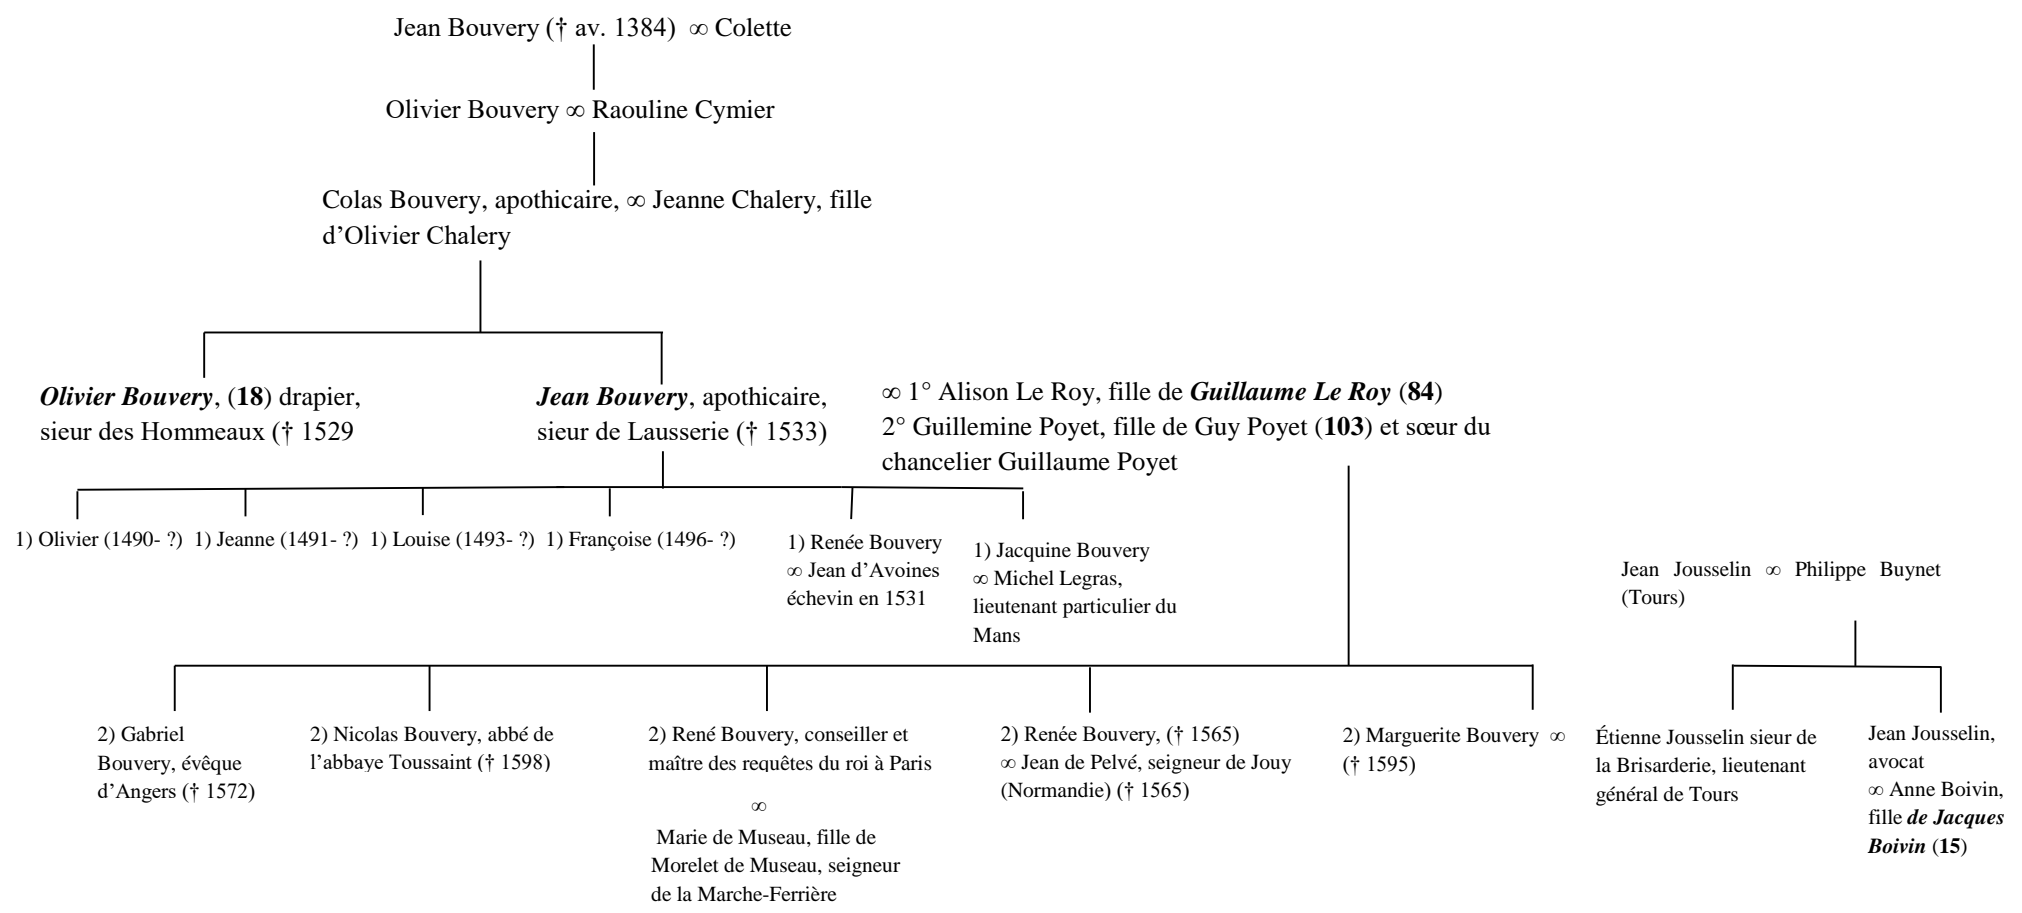 Jean Bouvery († av. 1384) ∞ Colette
Olivier Bouvery ∞ Raouline Cymier
Colas Bouvery, apothicaire, ∞ Jeanne Chalery, fille
d’Olivier Chalery
Olivier Bouvery, (18) drapier,
sieur des Hommeaux († 1529
Jean Bouvery, apothicaire,
sieur de Lausserie († 1533)
∞ 1° Alison Le Roy, fille de Guillaume Le Roy (84)
2° Guillemine Poyet, fille de Guy Poyet (103) et sœur du
chancelier Guillaume Poyet
1) Olivier (1490- ?)
1) Jeanne (1491- ?)
1) Louise (1493- ?)
1) Françoise (1496- ?)
1) Renée Bouvery
∞ Jean d’Avoines
échevin en 1531
1) Jacquine Bouvery
∞ Michel Legras,
lieutenant particulier du
Mans
Jean Jousselin ∞ Philippe Buynet
(Tours)
2) Gabriel
Bouvery, évêque
d’Angers († 1572)
2) Nicolas Bouvery, abbé de
l’abbaye Toussaint († 1598)
2) René Bouvery, conseiller et
maître des requêtes du roi à Paris
∞
Marie de Museau, fille de
Morelet de Museau, seigneur
de la Marche-Ferrière
2) Renée Bouvery, († 1565)
∞ Jean de Pelvé, seigneur de Jouy
(Normandie) († 1565)
2) Marguerite Bouvery ∞
(† 1595)
Étienne Jousselin sieur de
la Brisarderie, lieutenant
général de Tours
Jean Jousselin,
avocat
∞ Anne Boivin,
fille de Jacques
Boivin (15)